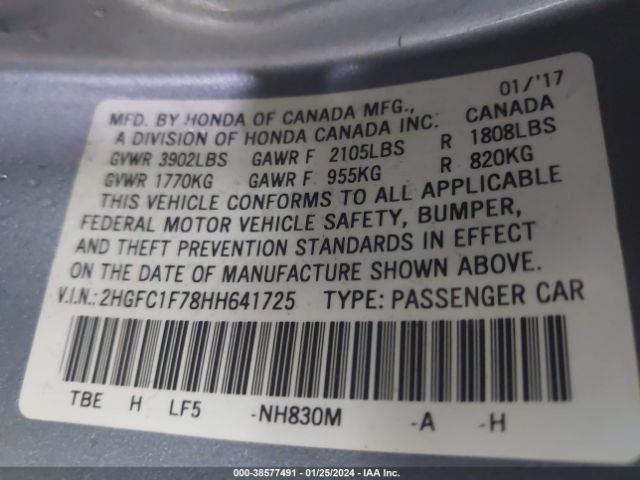 01/'17
MFD. BY HONDA OF CANADA MFG., CANADA
A DIVISION OF HONDA CANADA INC.
GVWR 3902LBS GAWR F 2105LBS R 1808LBS
GVWR 1770KG GAWR F 955KG R 820KG
THIS VEHICLE CONFORMS TO ALL APPLICABLE
FEDERAL MOTOR VEHICLE SAFETY, BUMPER,
AND THEFT PREVENTION STANDARDS IN EFFECT
ON THE DATE OF MANUFACTURE SHOWN ABOVE.
V.I.N.: 2HGFC1F78HH641725 TYPE: PASSENGER CAR
TBE H LF5 -NH830M -A -H
000-38577491 - 01/25/2024 - IAA Inc.